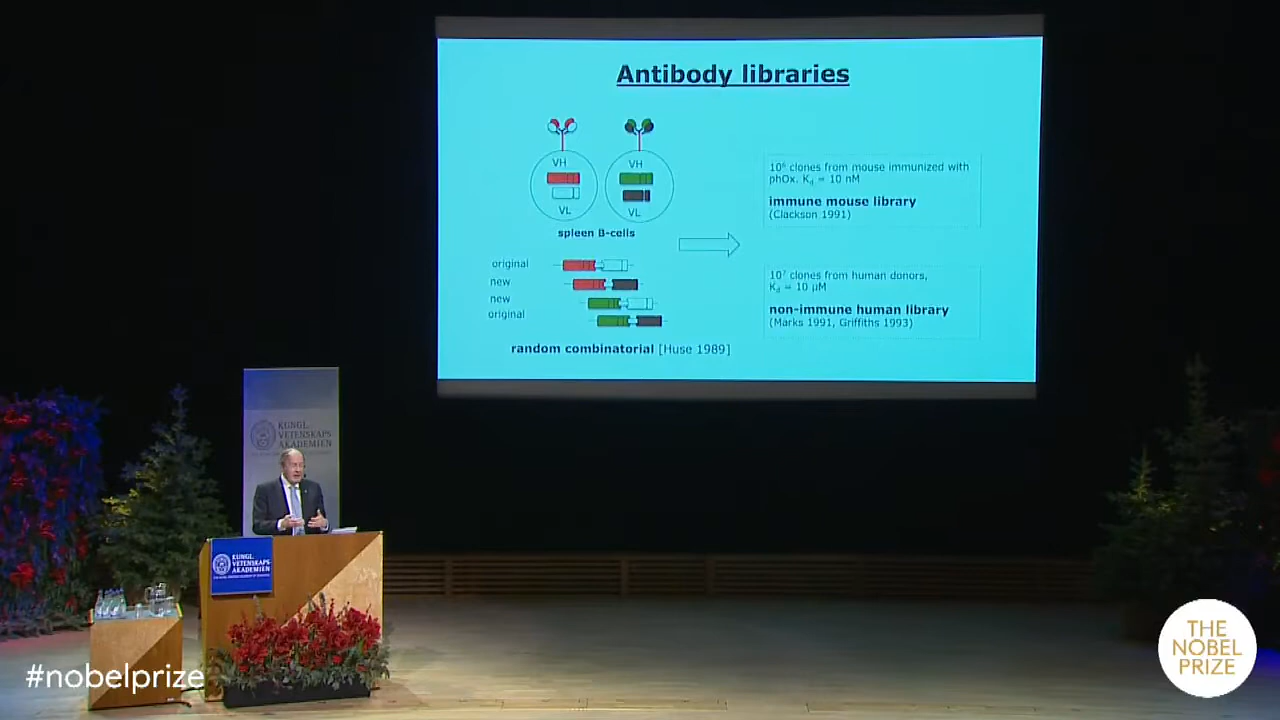 Antibody libraries
VH
VH
VL
VL
spleen B-cells
original
new
new
original
random combinatorial [Huse 1989]
10⁶ clones from mouse immunized with
phOx. Kd = 10 nM
immune mouse library
(Clackson 1991)
10⁷ clones from human donors,
Kd = 10 µM
non-immune human library
(Marks 1991, Griffiths 1993)
KUNGL.
VETENSKAPS
AKADEMIEN
KUNGL.
VETENSKAPS
AKADEMIEN
#nobelprize
THE
NOBEL
PRIZE